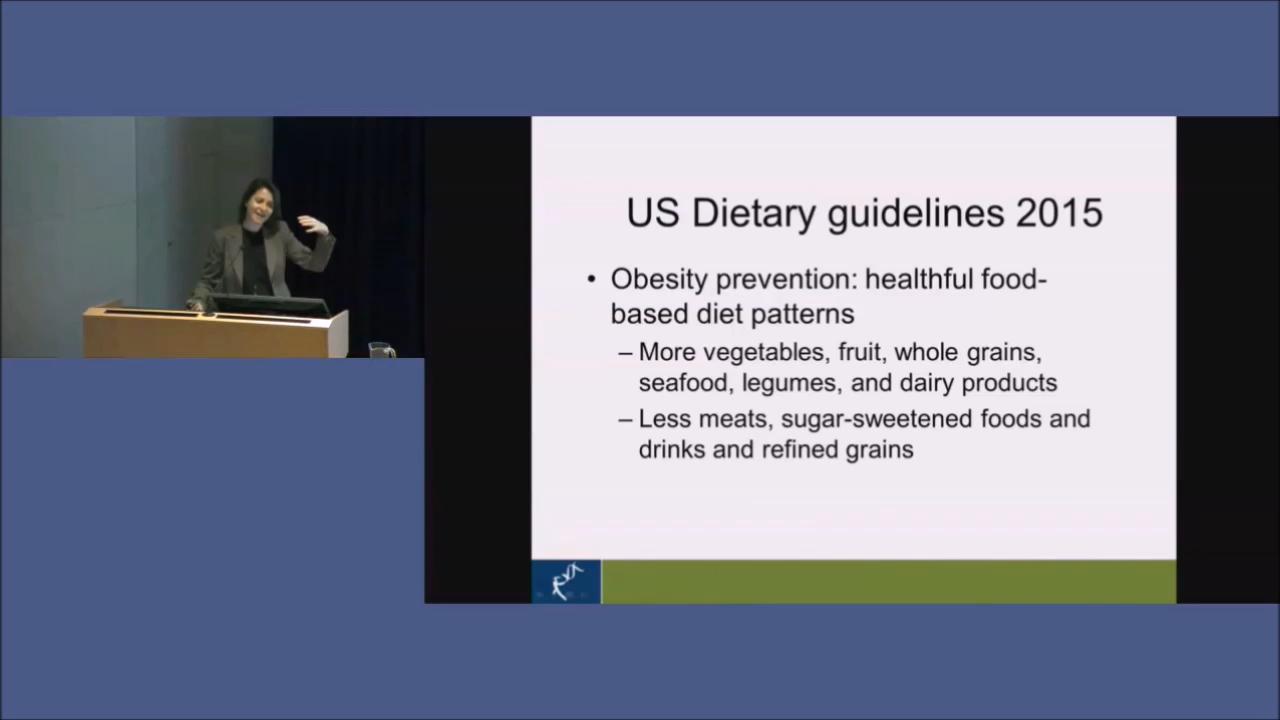 US Dietary guidelines 2015
• Obesity prevention: healthful food-
based diet patterns
– More vegetables, fruit, whole grains,
seafood, legumes, and dairy products
– Less meats, sugar-sweetened foods and
drinks and refined grains